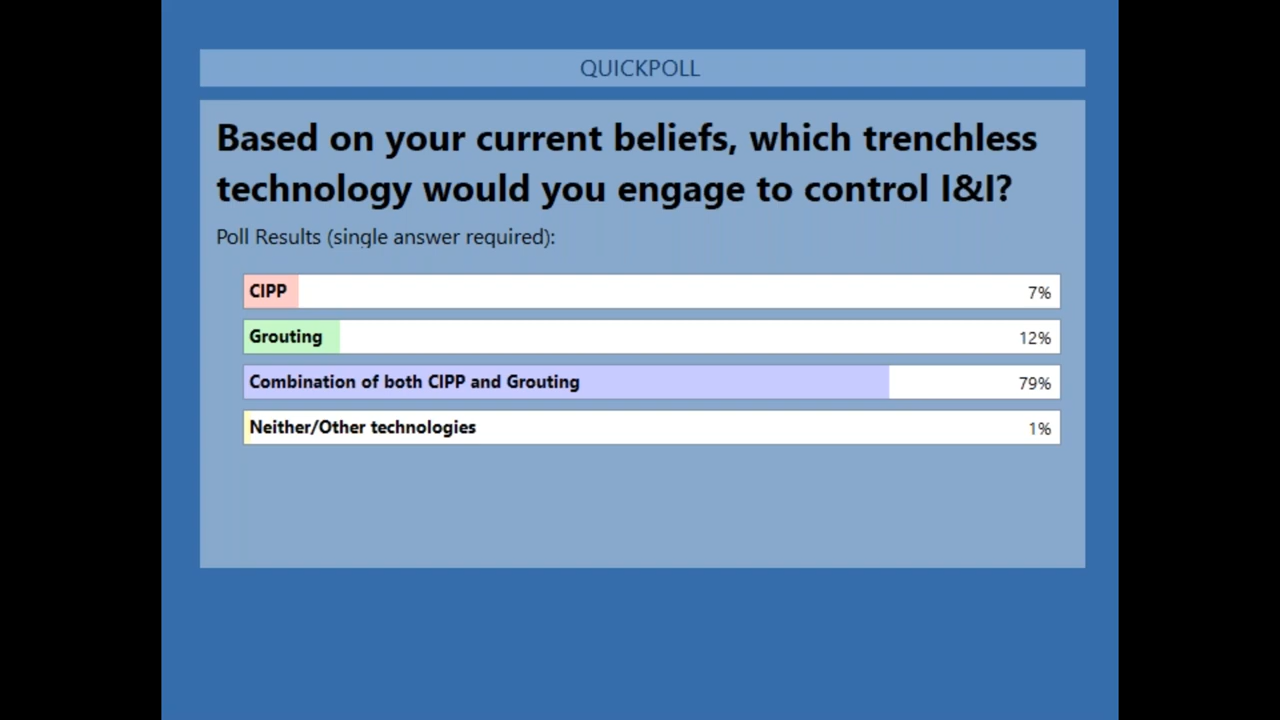 QUICKPOLL
Based on your current beliefs, which trenchless
technology would you engage to control I&I?
Poll Results (single answer required):
CIPP 7%
Grouting 12%
Combination of both CIPP and Grouting 79%
Neither/Other technologies 1%